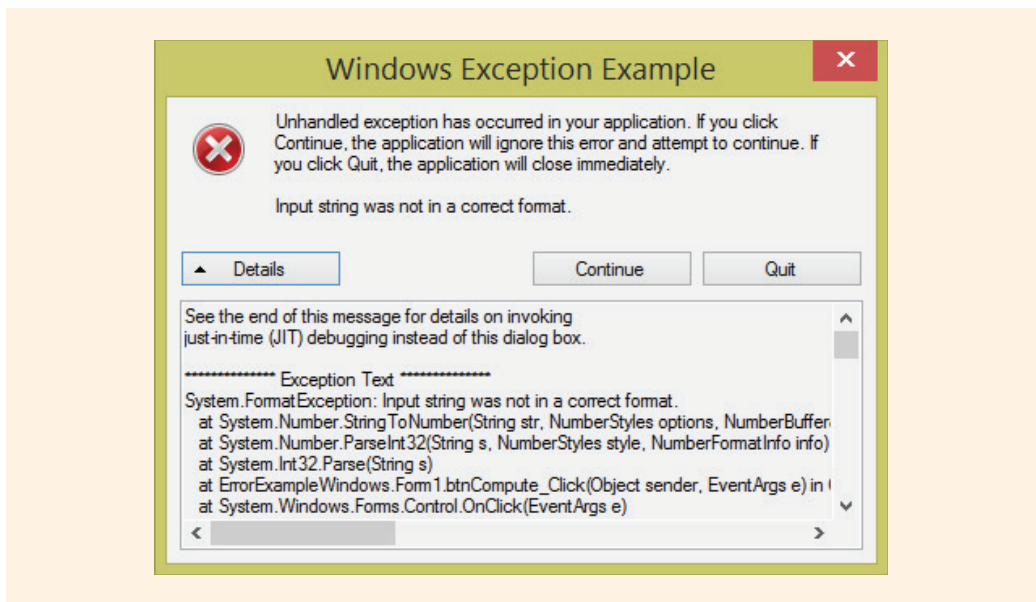 Windows Exception Example
Unhandled exception has occurred in your application. If you click
Continue, the application will ignore this error and attempt to continue. If
you click Quit, the application will close immediately.
Input string was not in a correct format.
Details
Continue
Quit
See the end of this message for details on invoking
just-in-time (JIT) debugging instead of this dialog box.
************** Exception Text **************
System.FormatException: Input string was not in a correct format.
at System.Number.StringToNumber(String str, NumberStyles options, NumberBuffer
at System.Number.ParseInt32(String s, NumberStyles style, NumberFormatInfo info)
at System.Int32.Parse(String s)
at ErrorExampleWindows.Form1.btnCompute_Click(Object sender, EventArgs e) in
at System.Windows.Forms.Control.OnClick(EventArgs e)